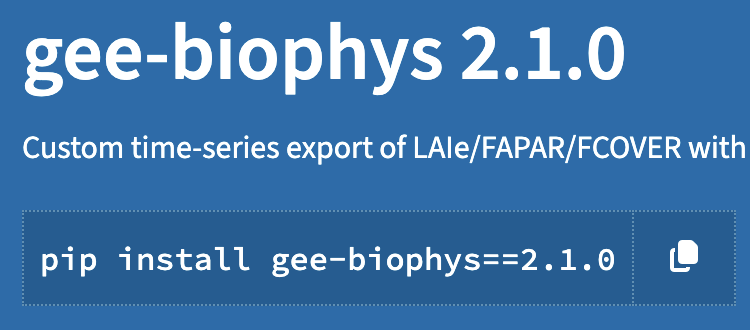 gee-biophys 2.1.0
Custom time-series export of LAIe/FAPAR/FCOVER with
pip install gee-biophys==2.1.0